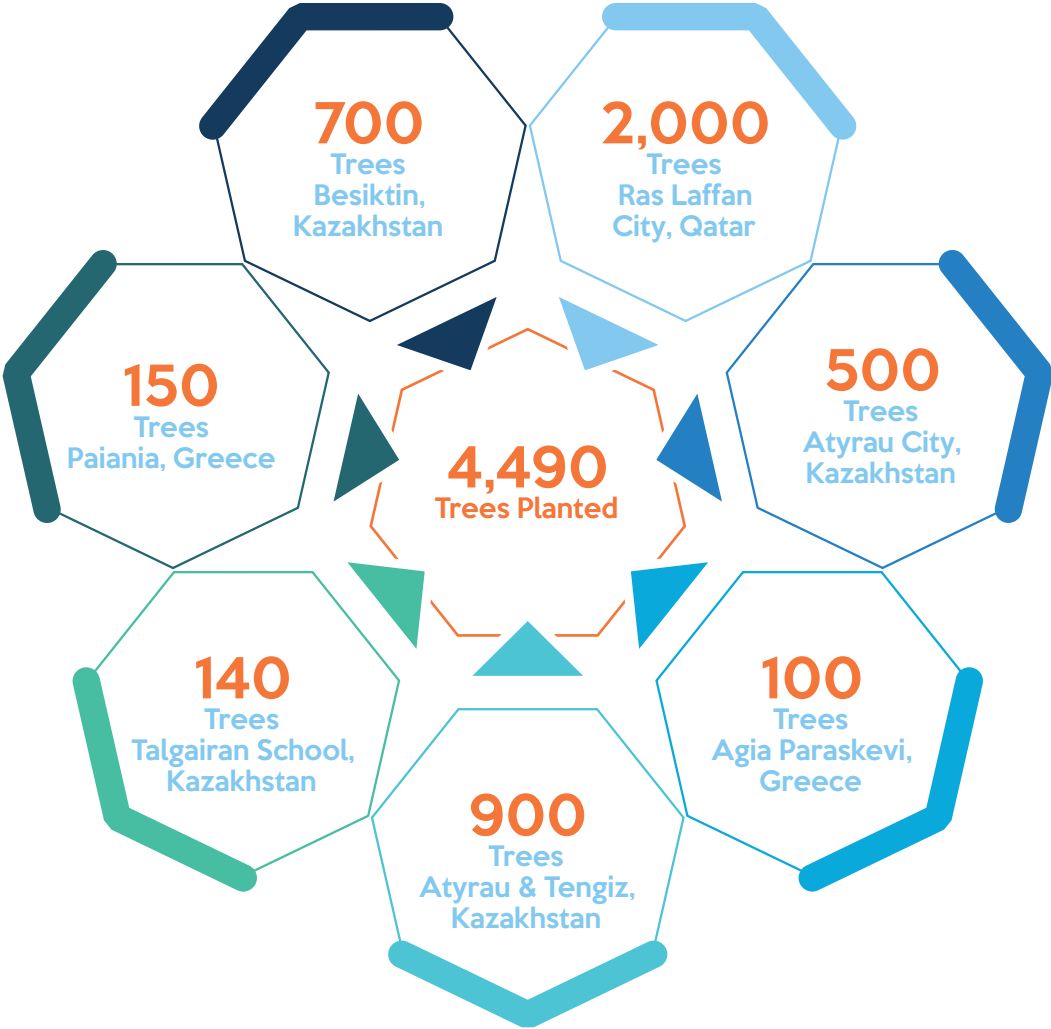 700
Trees
Besiktin,
Kazakhstan
2,000
Trees
Ras Laffan
City, Qatar
150
Trees
Paiania, Greece
500
Trees
Atyrau City,
Kazakhstan
4,490
Trees Planted
140
Trees
Talgairan School,
Kazakhstan
100
Trees
Agia Paraskevi,
Greece
900
Trees
Atyrau & Tengiz,
Kazakhstan